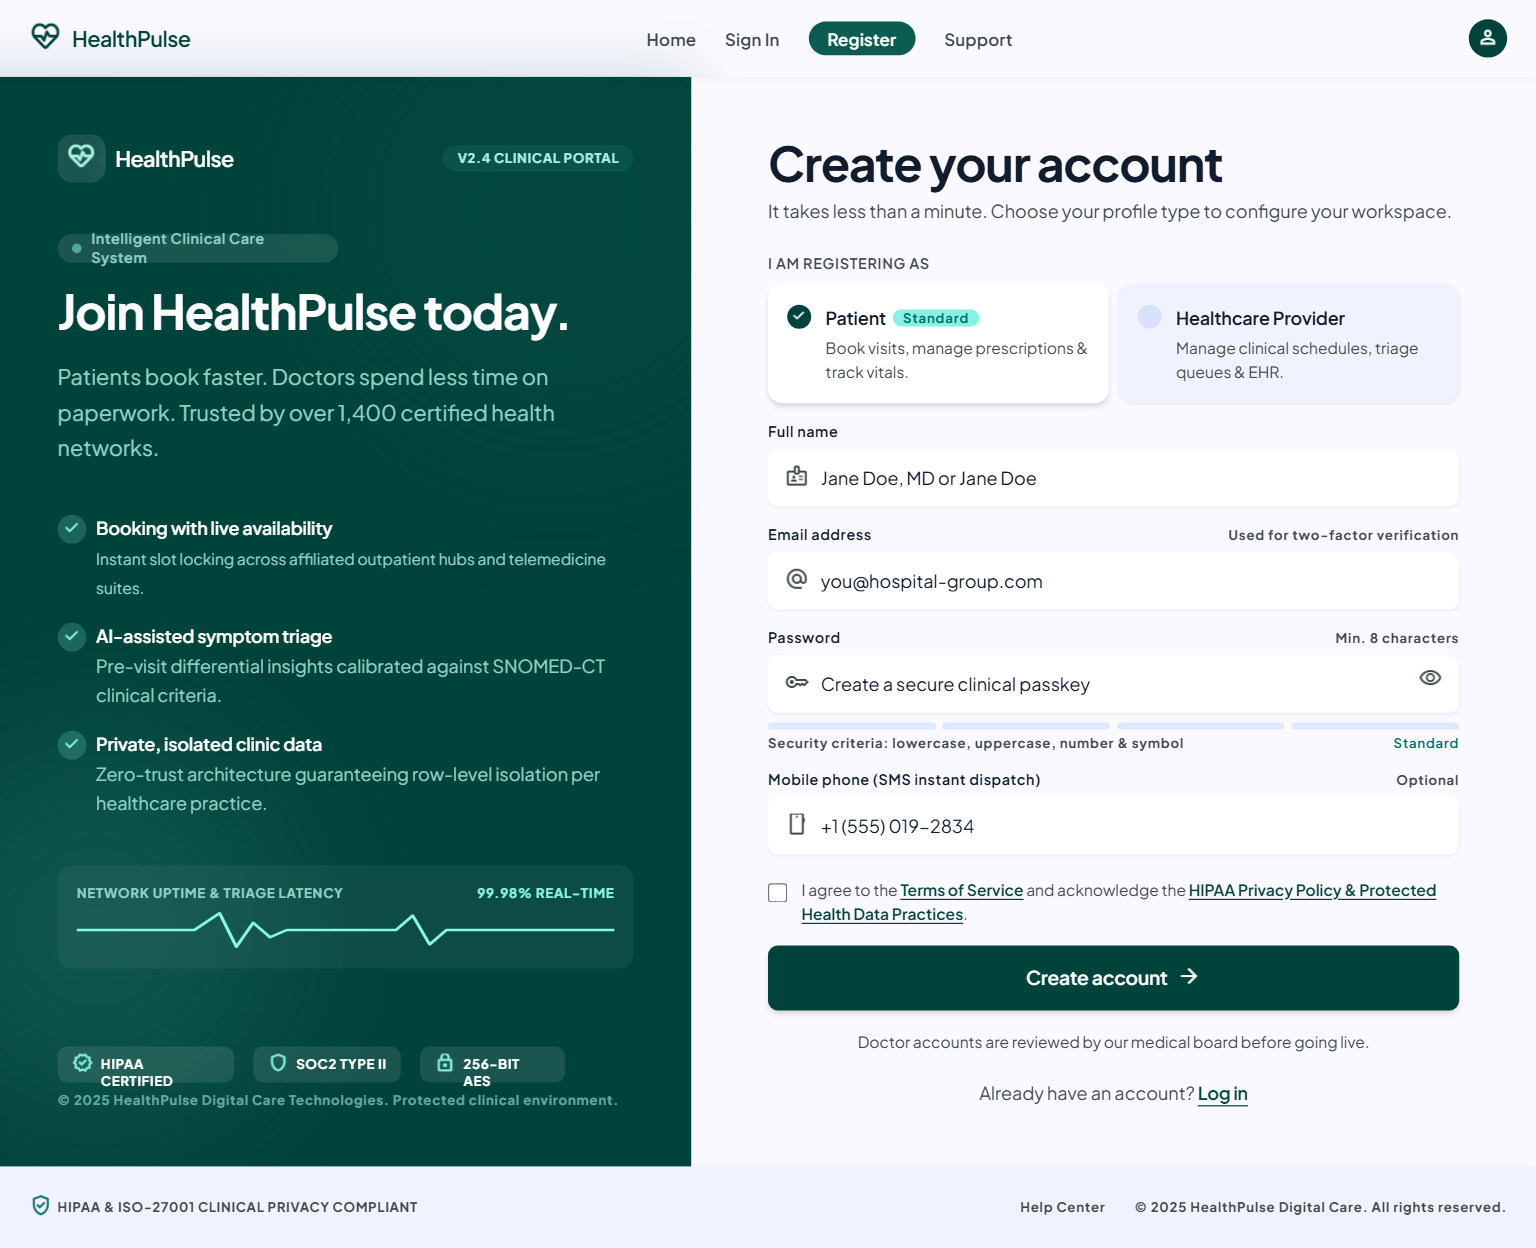 HealthPulse
Home
Sign In
Register
Support
HealthPulse
V2.4 CLINICAL PORTAL
Intelligent Clinical Care
System
Join HealthPulse today.
Patients book faster. Doctors spend less time on
paperwork. Trusted by over 1,400 certified health
networks.
Booking with live availability
Instant slot locking across affiliated outpatient hubs and telemedicine
suites.
AI-assisted symptom triage
Pre-visit differential insights calibrated against SNOMED-CT
clinical criteria.
Private, isolated clinic data
Zero-trust architecture guaranteeing row-level isolation per
healthcare practice.
NETWORK UPTIME & TRIAGE LATENCY
99.98% REAL-TIME
HIPAA
CERTIFIED
SOC2 TYPE II
256-BIT
AES
© 2025 HealthPulse Digital Care Technologies. Protected clinical environment.
Create your account
It takes less than a minute. Choose your profile type to configure your workspace.
I AM REGISTERING AS
Patient
Standard
Book visits, manage prescriptions &
track vitals.
Healthcare Provider
Manage clinical schedules, triage
queues & EHR.
Full name
Jane Doe, MD or Jane Doe
Email address
Used for two-factor verification
you@hospital-group.com
Password
Min. 8 characters
Create a secure clinical passkey
Security criteria: lowercase, uppercase, number & symbol
Standard
Mobile phone (SMS instant dispatch)
Optional
+1 (555) 019-2834
I agree to the Terms of Service and acknowledge the HIPAA Privacy Policy & Protected
Health Data Practices.
Create account
Doctor accounts are reviewed by our medical board before going live.
Already have an account? Log in
HIPAA & ISO-27001 CLINICAL PRIVACY COMPLIANT
Help Center
© 2025 HealthPulse Digital Care. All rights reserved.